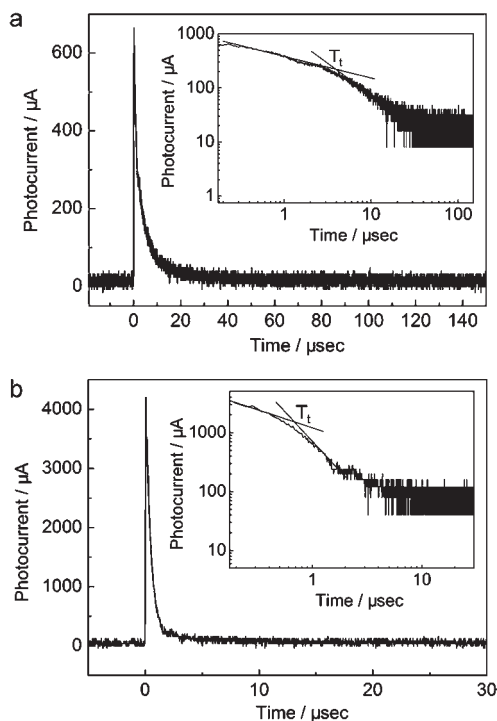 a
600
400
200
0
Photocurrent / μA
0 20 40 60 80 100 120 140
Time / μsec
1000
100
10
1
Photocurrent / μA
Tt
1 10 100
Time / μsec
b
4000
3000
2000
1000
0
Photocurrent / μA
0 10 20 30
Time / μsec
1000
100
10
Photocurrent / μA
Tt
1 10
Time / μsec